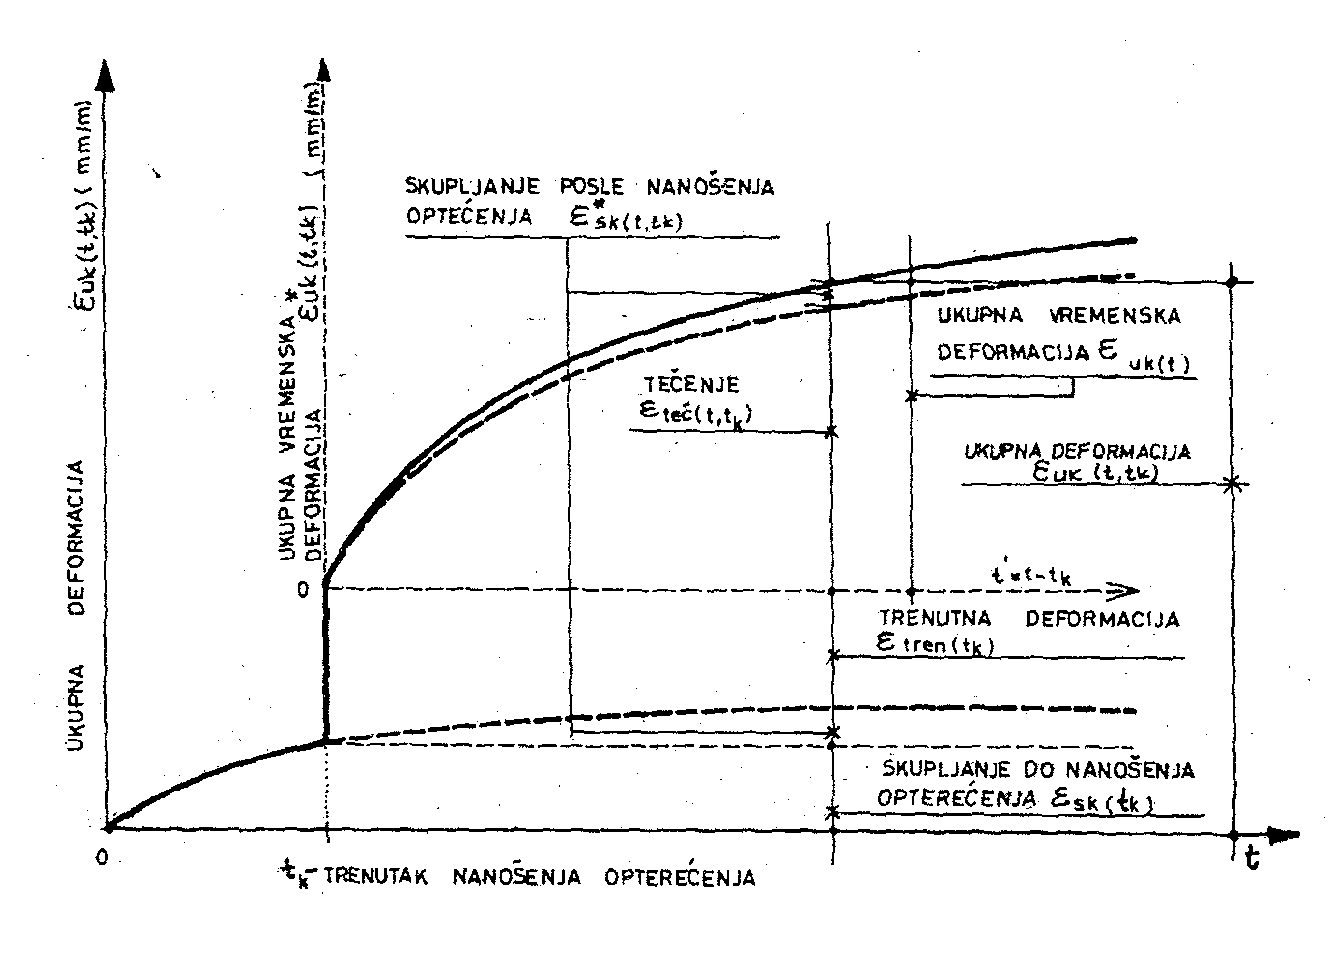 ε̄uk(t,tk) (mm/m)
UKUPNA DEFORMACIJA
UKUPNA VREMENSKA *
DEFORMACIJA ε̄uk(t,tk) (mm/m)
SKUPLJANJE POSLE NANOŠENJA
OPTEĆENJA ε*sk(t,tk)
UKUPNA VREMENSKA
DEFORMACIJA ε uk(t)
TEČENJE
εteč(t,tk)
UKUPNA DEFORMACIJA
εuk (t,tk)
t'=t-tk
0
TRENUTNA DEFORMACIJA
εtren(tk)
SKUPLJANJE DO NANOŠENJA
OPTEREĆENJA εsk(tk)
0
t
tk-TRENUTAK NANOŠENJA OPTEREĆENJA